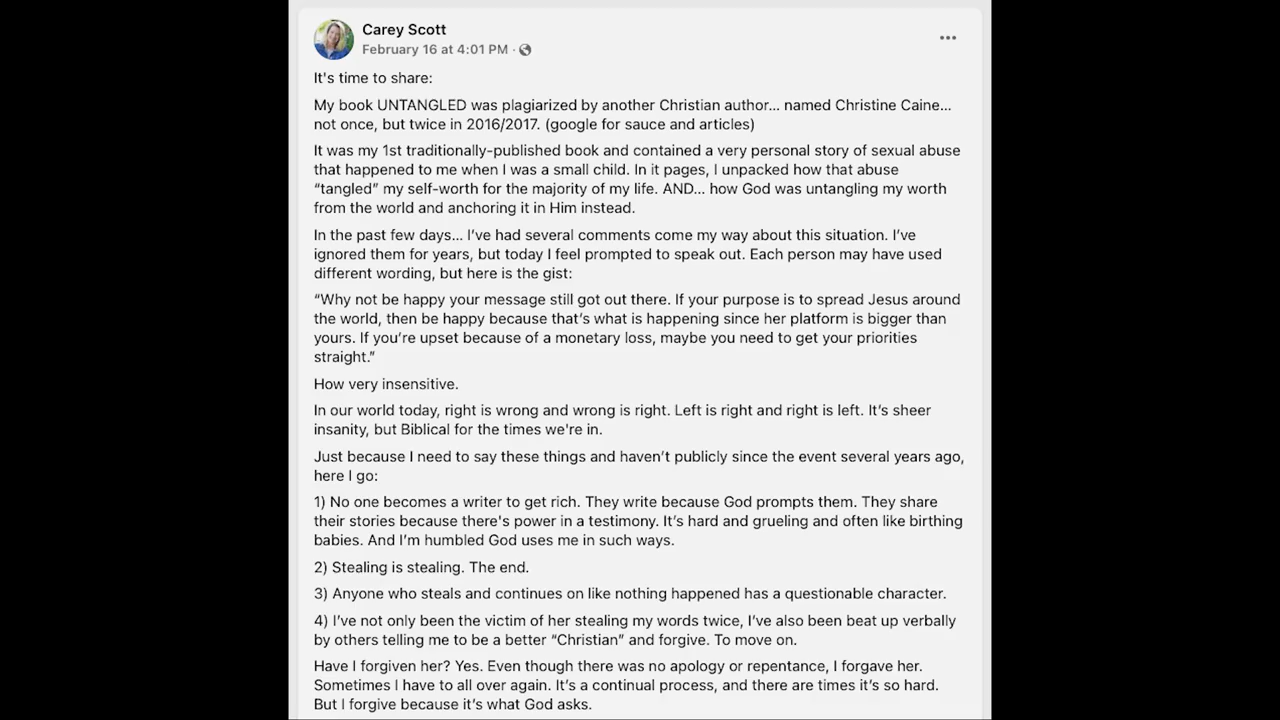 Carey Scott
February 16 at 4:01 PM ·
It's time to share:
My book UNTANGLED was plagiarized by another Christian author... named Christine Caine...
not once, but twice in 2016/2017. (google for sauce and articles)
It was my 1st traditionally-published book and contained a very personal story of sexual abuse
that happened to me when I was a small child. In it pages, I unpacked how that abuse
“tangled” my self-worth for the majority of my life. AND... how God was untangling my worth
from the world and anchoring it in Him instead.
In the past few days... I’ve had several comments come my way about this situation. I’ve
ignored them for years, but today I feel prompted to speak out. Each person may have used
different wording, but here is the gist:
“Why not be happy your message still got out there. If your purpose is to spread Jesus around
the world, then be happy because that’s what is happening since her platform is bigger than
yours. If you’re upset because of a monetary loss, maybe you need to get your priorities
straight.”
How very insensitive.
In our world today, right is wrong and wrong is right. Left is right and right is left. It’s sheer
insanity, but Biblical for the times we're in.
Just because I need to say these things and haven’t publicly since the event several years ago,
here I go:
1) No one becomes a writer to get rich. They write because God prompts them. They share
their stories because there's power in a testimony. It’s hard and grueling and often like birthing
babies. And I’m humbled God uses me in such ways.
2) Stealing is stealing. The end.
3) Anyone who steals and continues on like nothing happened has a questionable character.
4) I’ve not only been the victim of her stealing my words twice, I’ve also been beat up verbally
by others telling me to be a better “Christian” and forgive. To move on.
Have I forgiven her? Yes. Even though there was no apology or repentance, I forgave her.
Sometimes I have to all over again. It’s a continual process, and there are times it’s so hard.
But I forgive because it’s what God asks.